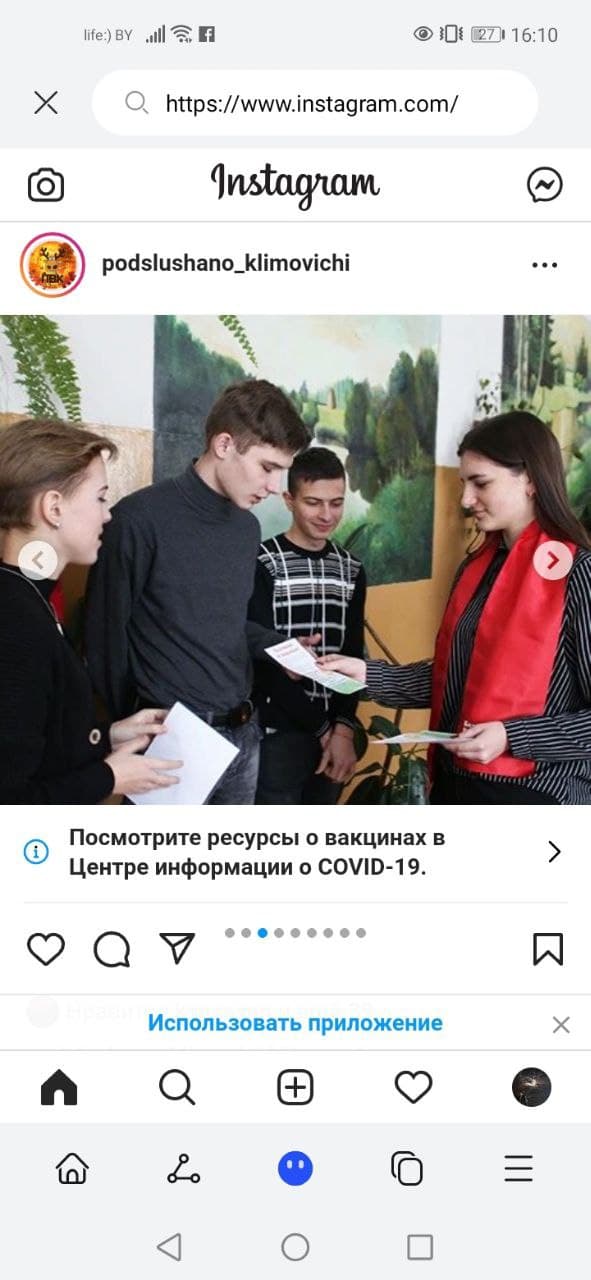 life:) BY
27
16:10
https://www.instagram.com/
Instagram
podslushano_klimovichi
Посмотрите ресурсы о вакцинах в
Центре информации о COVID-19.
Использовать приложение